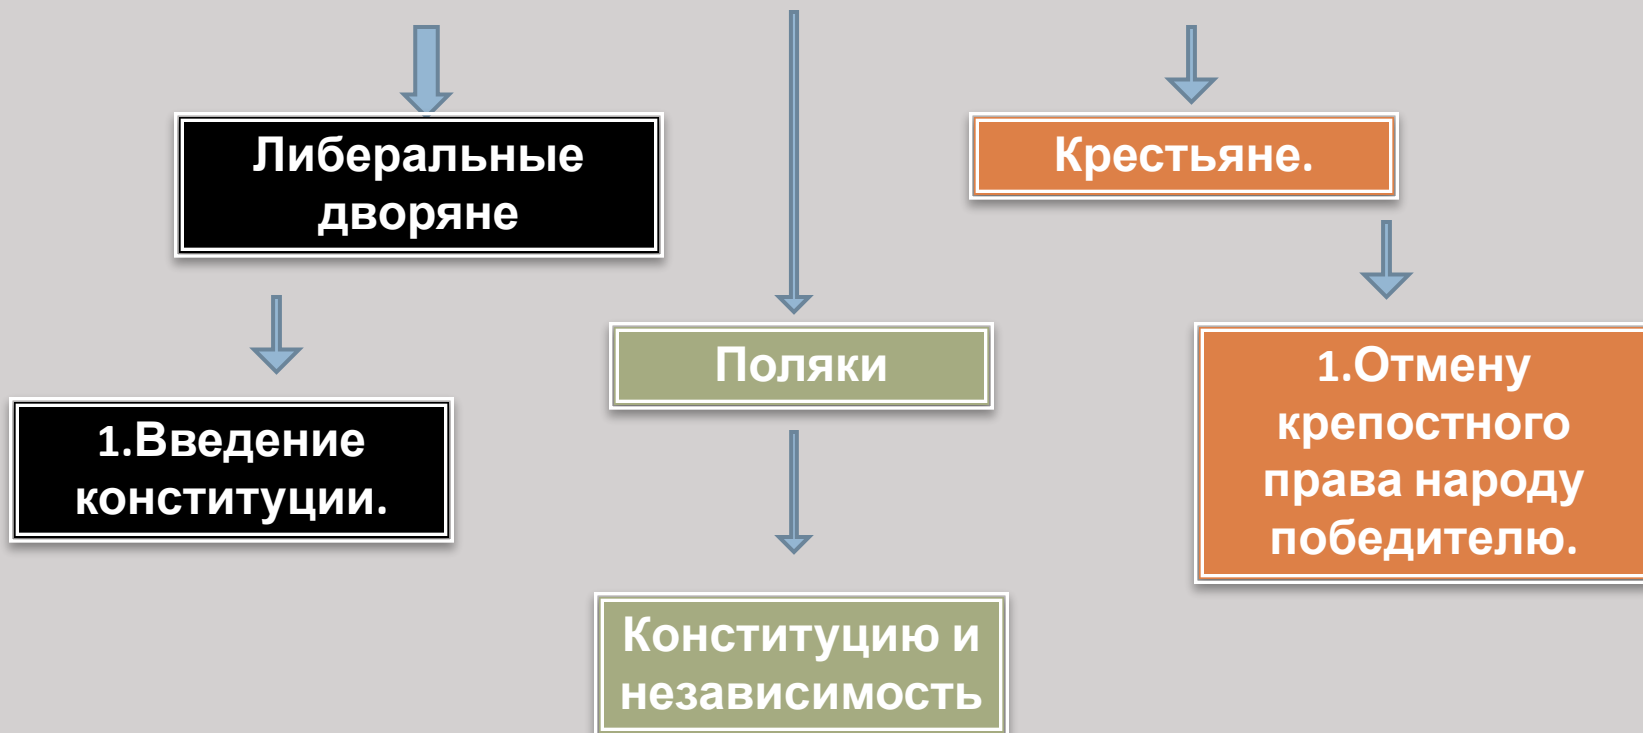 Либеральные
дворяне
Крестьяне.
Поляки
1.Введение
конституции.
1.Отмену
крепостного
права народу
победителю.
Конституцию и
независимость